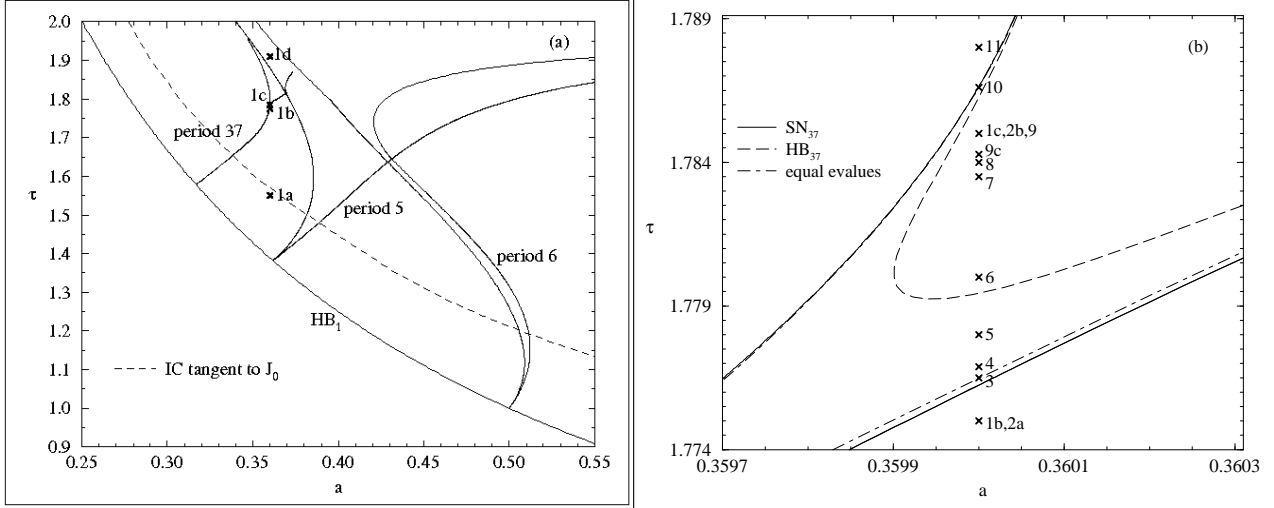 2.0
(a)
1d
1.9
1c
1.8
1b
1.7
period 37
1.6
τ
1a
1.5
period 5
1.4
period 6
1.3
HB1
1.2
1.1
IC tangent to J0
1.0
0.9
0.25
0.30
0.35
0.40
0.45
0.50
0.55
a
1.789
11
(b)
10
SN37
1c,2b,9
HB37
9c
1.784
8
equal evalues
7
τ
6
1.779
5
4
3
1b,2a
1.774
0.3597
0.3599
0.3601
0.3603
a